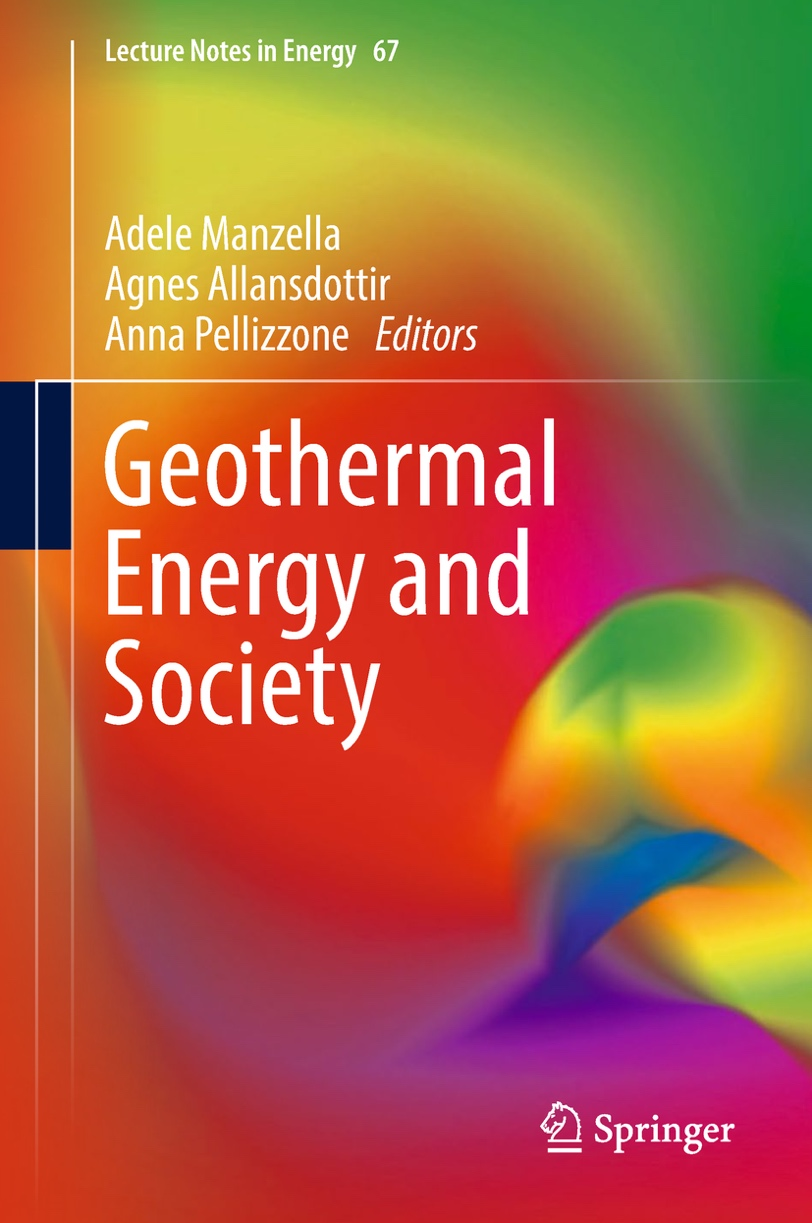 Lecture Notes in Energy 67
Adele Manzella
Agnes Allansdottir
Anna Pellizzone Editors
Geothermal
Energy and
Society
Springer